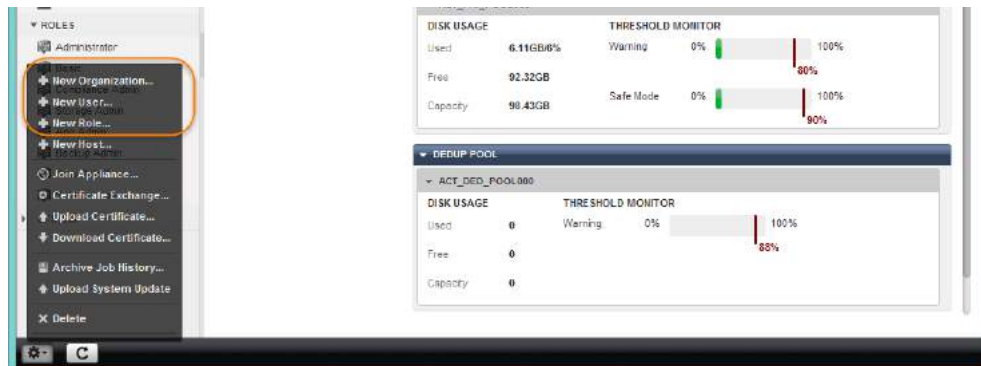 ROLES
Administrator
New Organization...
New User...
New Role...
New Host...
Join Appliance...
Certificate Exchange...
Upload Certificate...
Download Certificate...
Archive Job History...
Upload System Update
Delete
DISK USAGE
Used 6.11GB/6%
Free 92.32GB
Capacity 98.43GB
THRESHOLD MONITOR
Warning 0% 100%
80%
Safe Mode 0% 100%
90%
DEDUP POOL
ACT_DED_POOL000
DISK USAGE
Used 0
Free 0
Capacity 0
THRESHOLD MONITOR
Warning 0% 100%
88%